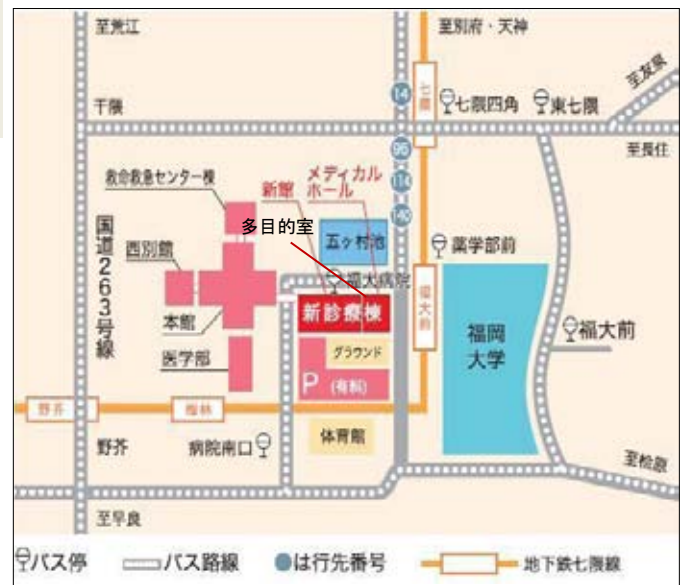 至荒江
至別府・天神
至友泉
七隈
14
七隈四角
東七隈
干隈
至長住
96
114
140
救命救急センター棟
新館
メディカル
ホール
多目的室
国道263号線
五ヶ村池
薬学部前
西別館
福大病院
福大前
新診療棟
本館
福岡
大学
福大前
医学部
グラウンド
P (有料)
野芥
梅林
体育館
野芥
病院南口
至桧原
至早良
バス停
バス路線
は行先番号
地下鉄七隈線